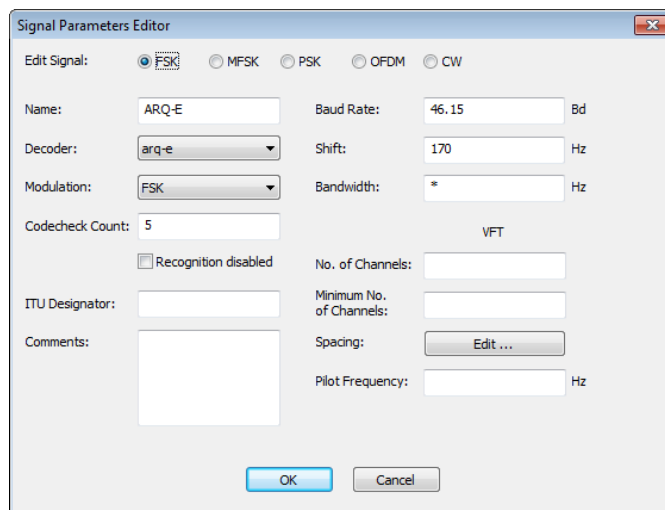 Signal Parameters Editor
Edit Signal: FSK MFSK PSK OFDM CW
Name: ARQ-E Baud Rate: 46.15 Bd
Decoder: arq-e Shift: 170 Hz
Modulation: FSK Bandwidth: * Hz
Codecheck Count: 5 VFT
Recognition disabled No. of Channels:
ITU Designator: Minimum No.
of Channels:
Comments: Spacing: Edit ...
Pilot Frequency: Hz
OK Cancel